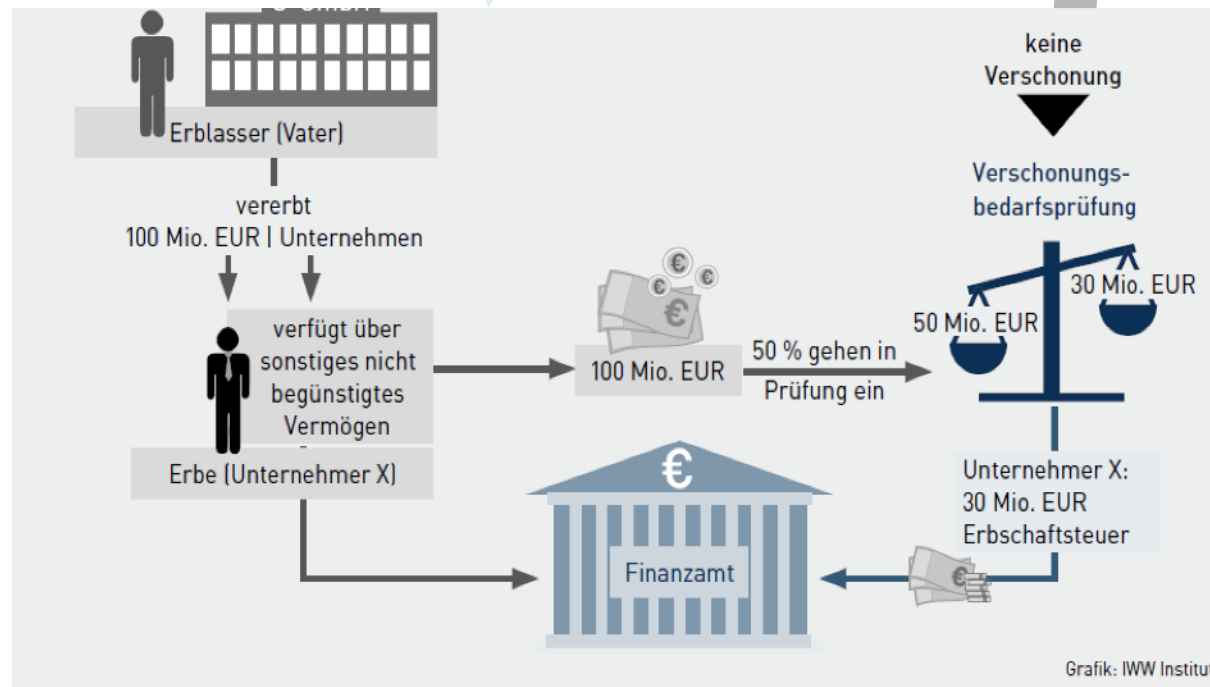 Erblasser (Vater)
vererbt
100 Mio. EUR | Unternehmen
verfügt über
sonstiges nicht
begünstigtes
Vermögen
Erbe (Unternehmer X)
100 Mio. EUR
50 % gehen in
Prüfung ein
keine
Verschonung
Verschonungs-
bedarfsprüfung
50 Mio. EUR
30 Mio. EUR
Unternehmer X:
30 Mio. EUR
Erbschaftsteuer
€
Finanzamt
Grafik: IWW